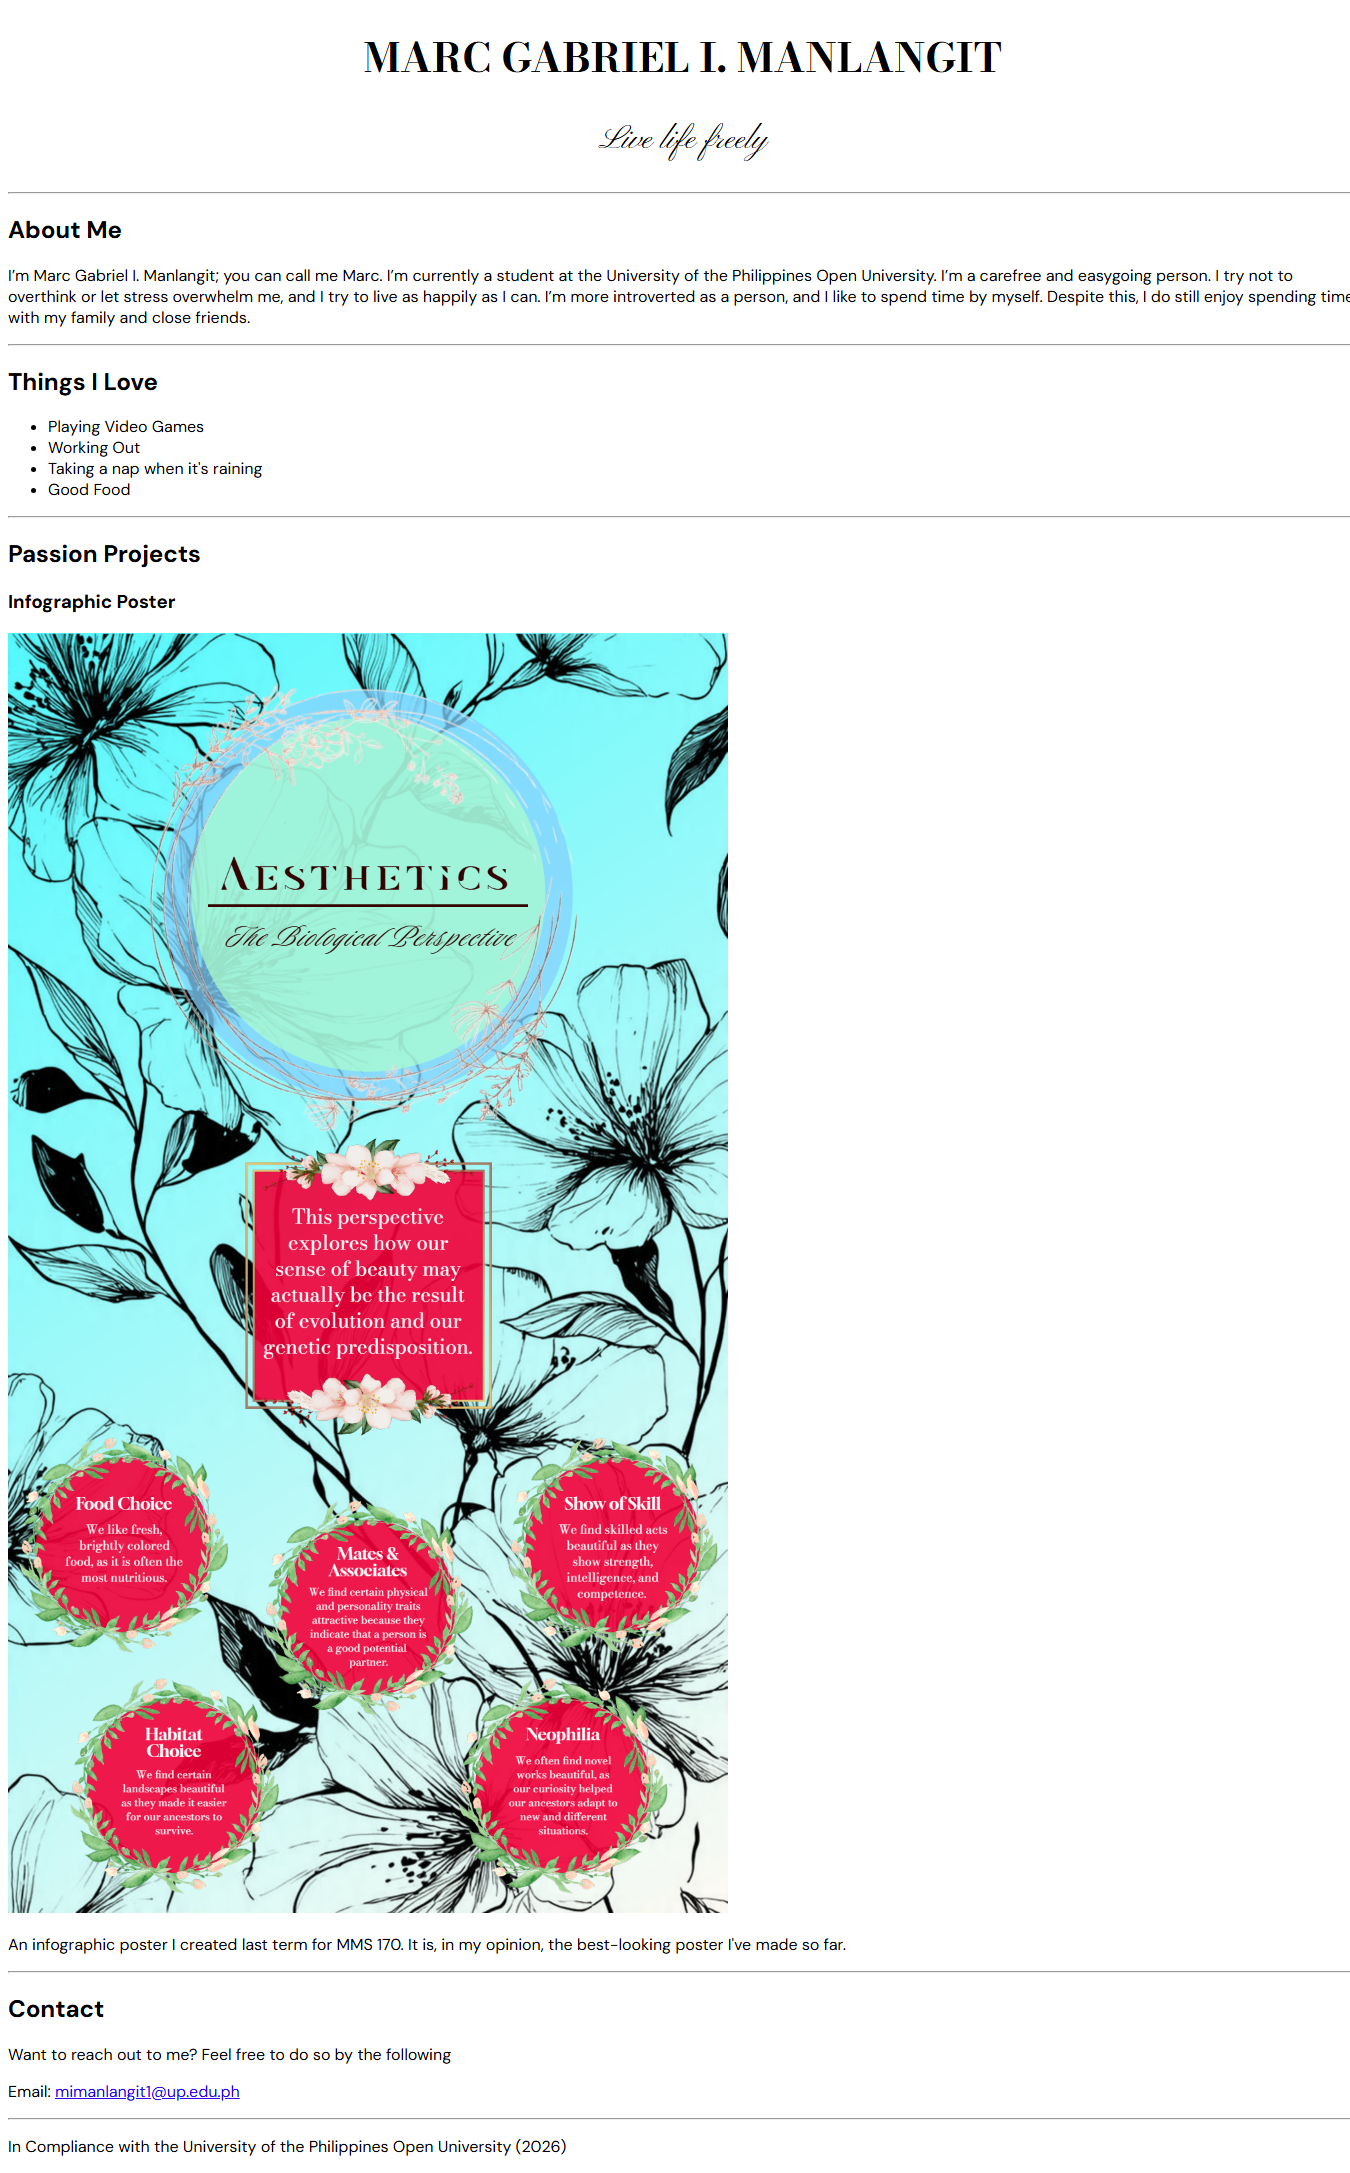 MARC GABRIEL I. MANLANGIT
Live life freely
About Me
I'm Marc Gabriel I. Manlangit; you can call me Marc. I'm currently a student at the University of the Philippines Open University. I'm a carefree and easygoing person. I try not to
overthink or let stress overwhelm me, and I try to live as happily as I can. I'm more introverted as a person, and I like to spend time by myself. Despite this, I do still enjoy spending time
with my family and close friends.
Things I Love
• Playing Video Games
• Working Out
• Taking a nap when it's raining
• Good Food
Passion Projects
Infographic Poster
AESTHETICS
The Biological Perspective
This perspective
explores how our
sense of beauty may
actually be the result
of evolution and our
genetic predisposition.
Food Choice
We like fresh,
brightly colored
food, as it is often the
most nutritious.
Mates &
Associates
We find certain physical
and personality traits
attractive because they
indicate that a person is
a good potential
partner.
Show of Skill
We find skilled acts
beautiful as they
show strength,
intelligence, and
competence.
Habitat
Choice
We find certain
landscapes beautiful
as they made it easier
for our ancestors to
survive.
Neophilia
We often find novel
works beautiful, as
our curiosity helped
our ancestors adapt to
new and different
situations.
An infographic poster I created last term for MMS 170. It is, in my opinion, the best-looking poster I've made so far.
Contact
Want to reach out to me? Feel free to do so by the following
Email: mimanlangit1@up.edu.ph
In Compliance with the University of the Philippines Open University (2026)